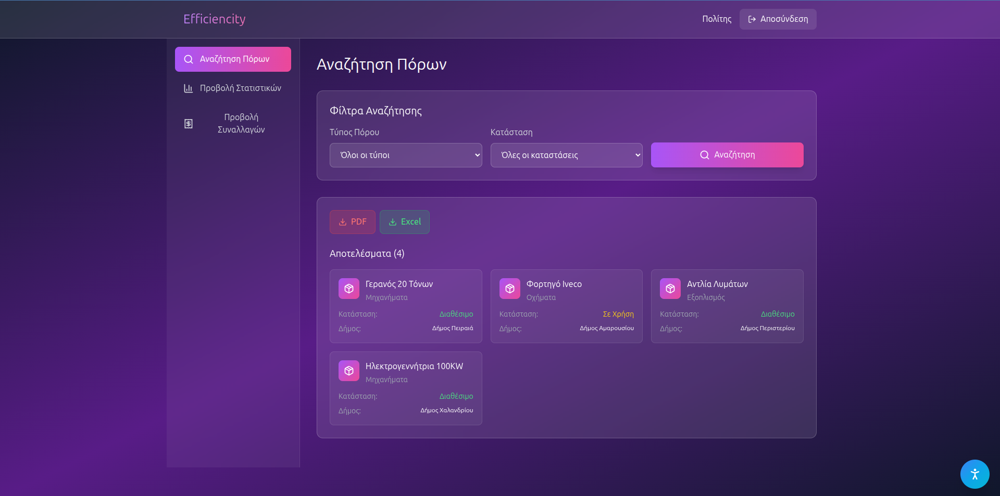 Efficiencity
Πολίτης
Αποσύνδεση
Αναζήτηση Πόρων
Προβολή Στατιστικών
Προβολή
Συναλλαγών
Αναζήτηση Πόρων
Φίλτρα Αναζήτησης
Τύπος Πόρου
Κατάσταση
Όλοι οι τύποι
Όλες οι καταστάσεις
Αναζήτηση
PDF
Excel
Αποτελέσματα (4)
Γερανός 20 Τόνων
Μηχανήματα
Κατάσταση: Διαθέσιμο
Δήμος: Δήμος Πειραιά
Φορτηγό Iveco
Οχήματα
Κατάσταση: Σε Χρήση
Δήμος: Δήμος Αμαρουσίου
Αντλία Λυμάτων
Εξοπλισμός
Κατάσταση: Διαθέσιμο
Δήμος: Δήμος Περιστερίου
Ηλεκτρογεννήτρια 100KW
Μηχανήματα
Κατάσταση: Διαθέσιμο
Δήμος: Δήμος Χαλανδρίου